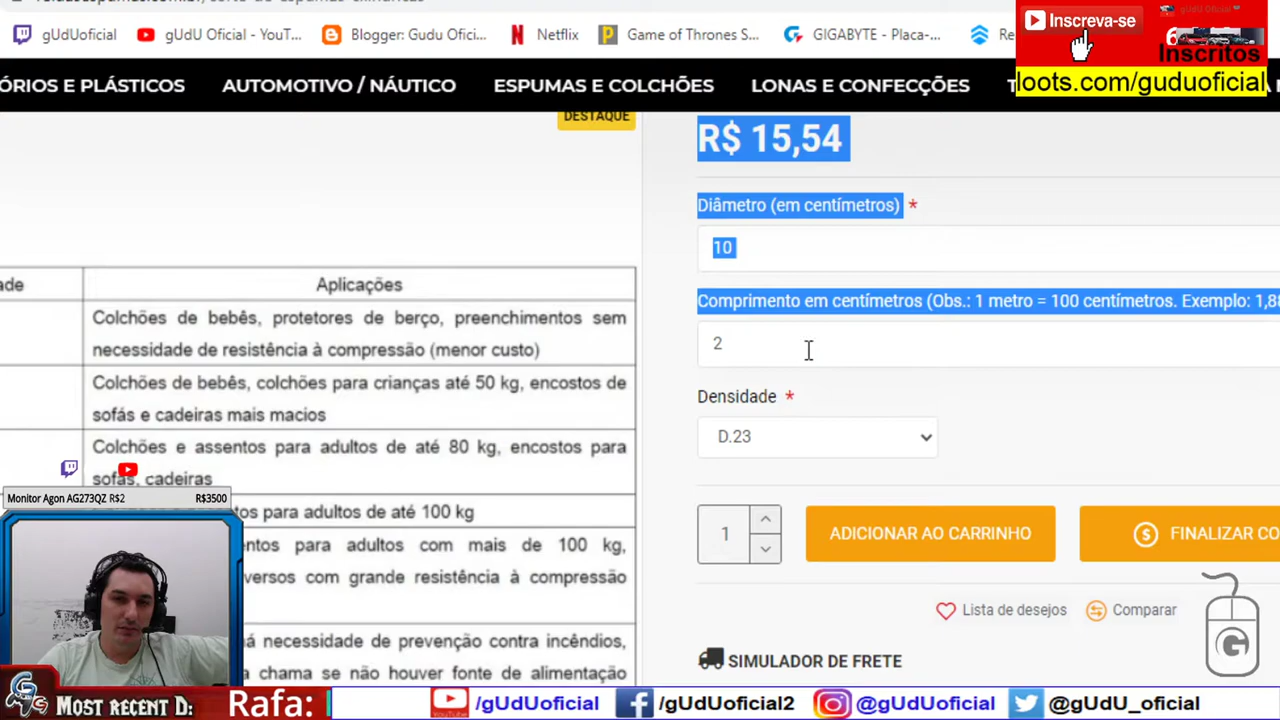 gUdUoficial
gUdU Oficial - YouT...
Blogger: Gudu Ofici...
Netflix
Game of Thrones S...
GIGABYTE - Placa-...
Re
Inscreva-se
gUdU Oficial
6
Inscritos
loots.com/guduoficial
ÓRIOS E PLÁSTICOS
AUTOMOTIVO / NÁUTICO
ESPUMAS E COLCHÕES
LONAS E CONFECÇÕES
DESTAQUE
R$ 15,54
Diâmetro (em centímetros) *
10
Comprimento em centímetros (Obs.: 1 metro = 100 centímetros. Exemplo: 1,88
2
Densidade *
D.23
1
ADICIONAR AO CARRINHO
FINALIZAR CO
Lista de desejos
Comparar
SIMULADOR DE FRETE
ade
Aplicações
Colchões de bebês, protetores de berço, preenchimentos sem
necessidade de resistência à compressão (menor custo)
Colchões de bebês, colchões para crianças até 50 kg, encostos de
sofás e cadeiras mais macios
Colchões e assentos para adultos de até 80 kg, encostos para
sofás, cadeiras
para adultos de até 100 kg
entos para adultos com mais de 100 kg,
versos com grande resistência à compressão
há necessidade de prevenção contra incêndios,
a chama se não houver fonte de alimentação
Monitor Agon AG273QZ R$2
R$3500
Most recent D:
Rafa:
/gUdUoficial
/gUdUoficial2
@gUdUoficial
@gUdU_oficial